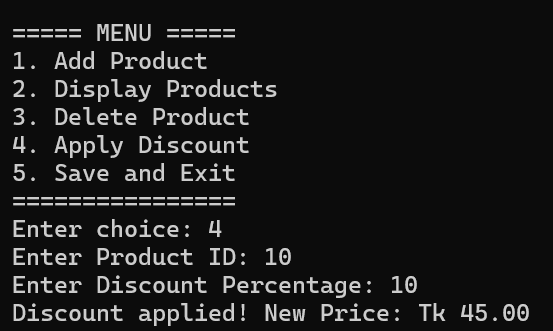 ===== MENU =====
1. Add Product
2. Display Products
3. Delete Product
4. Apply Discount
5. Save and Exit
================
Enter choice: 4
Enter Product ID: 10
Enter Discount Percentage: 10
Discount applied! New Price: Tk 45.00